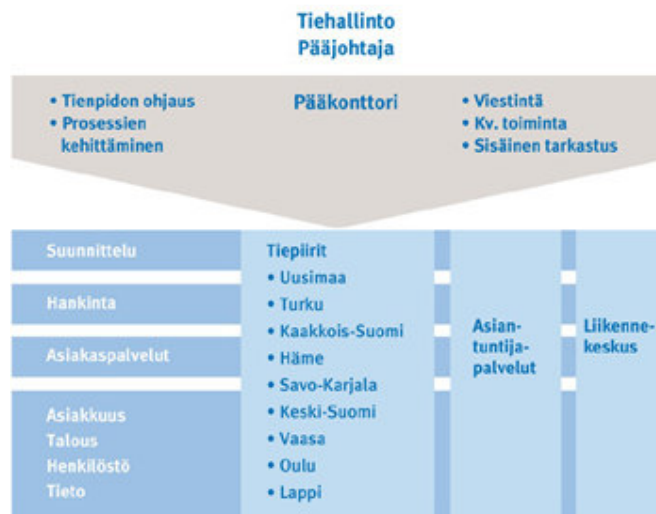 Tiehallinto
Pääjohtaja
• Tienpidon ohjaus
• Prosessien
kehittäminen
Pääkonttori
• Viestintä
• Kv. toiminta
• Sisäinen tarkastus
Suunnittelu
Hankinta
Asiakaspalvelut
Asiakkuus
Talous
Henkilöstö
Tieto
Tiepiirit
• Uusimaa
• Turku
• Kaakkois-Suomi
• Häme
• Savo-Karjala
• Keski-Suomi
• Vaasa
• Oulu
• Lappi
Asian-
tuntija-
palvelut
Liikenne-
keskus